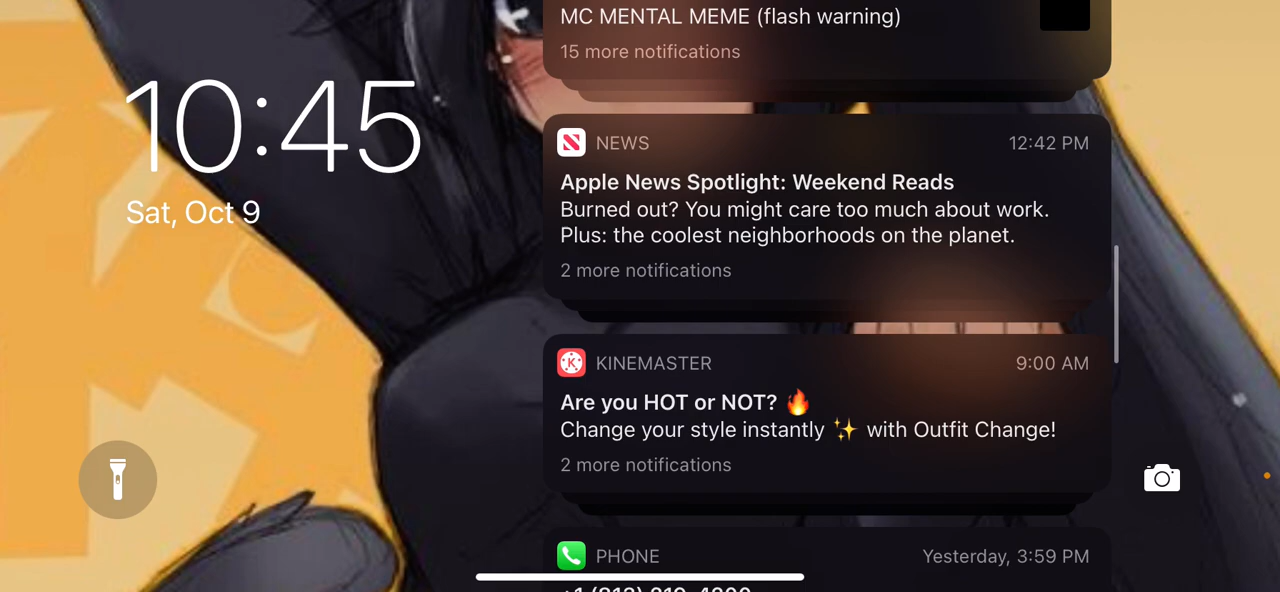 10:45
Sat, Oct 9
MC MENTAL MEME (flash warning)
15 more notifications
NEWS 12:42 PM
Apple News Spotlight: Weekend Reads
Burned out? You might care too much about work.
Plus: the coolest neighborhoods on the planet.
2 more notifications
KINEMASTER 9:00 AM
Are you HOT or NOT? 🔥
Change your style instantly ✨ with Outfit Change!
2 more notifications
PHONE Yesterday, 3:59 PM